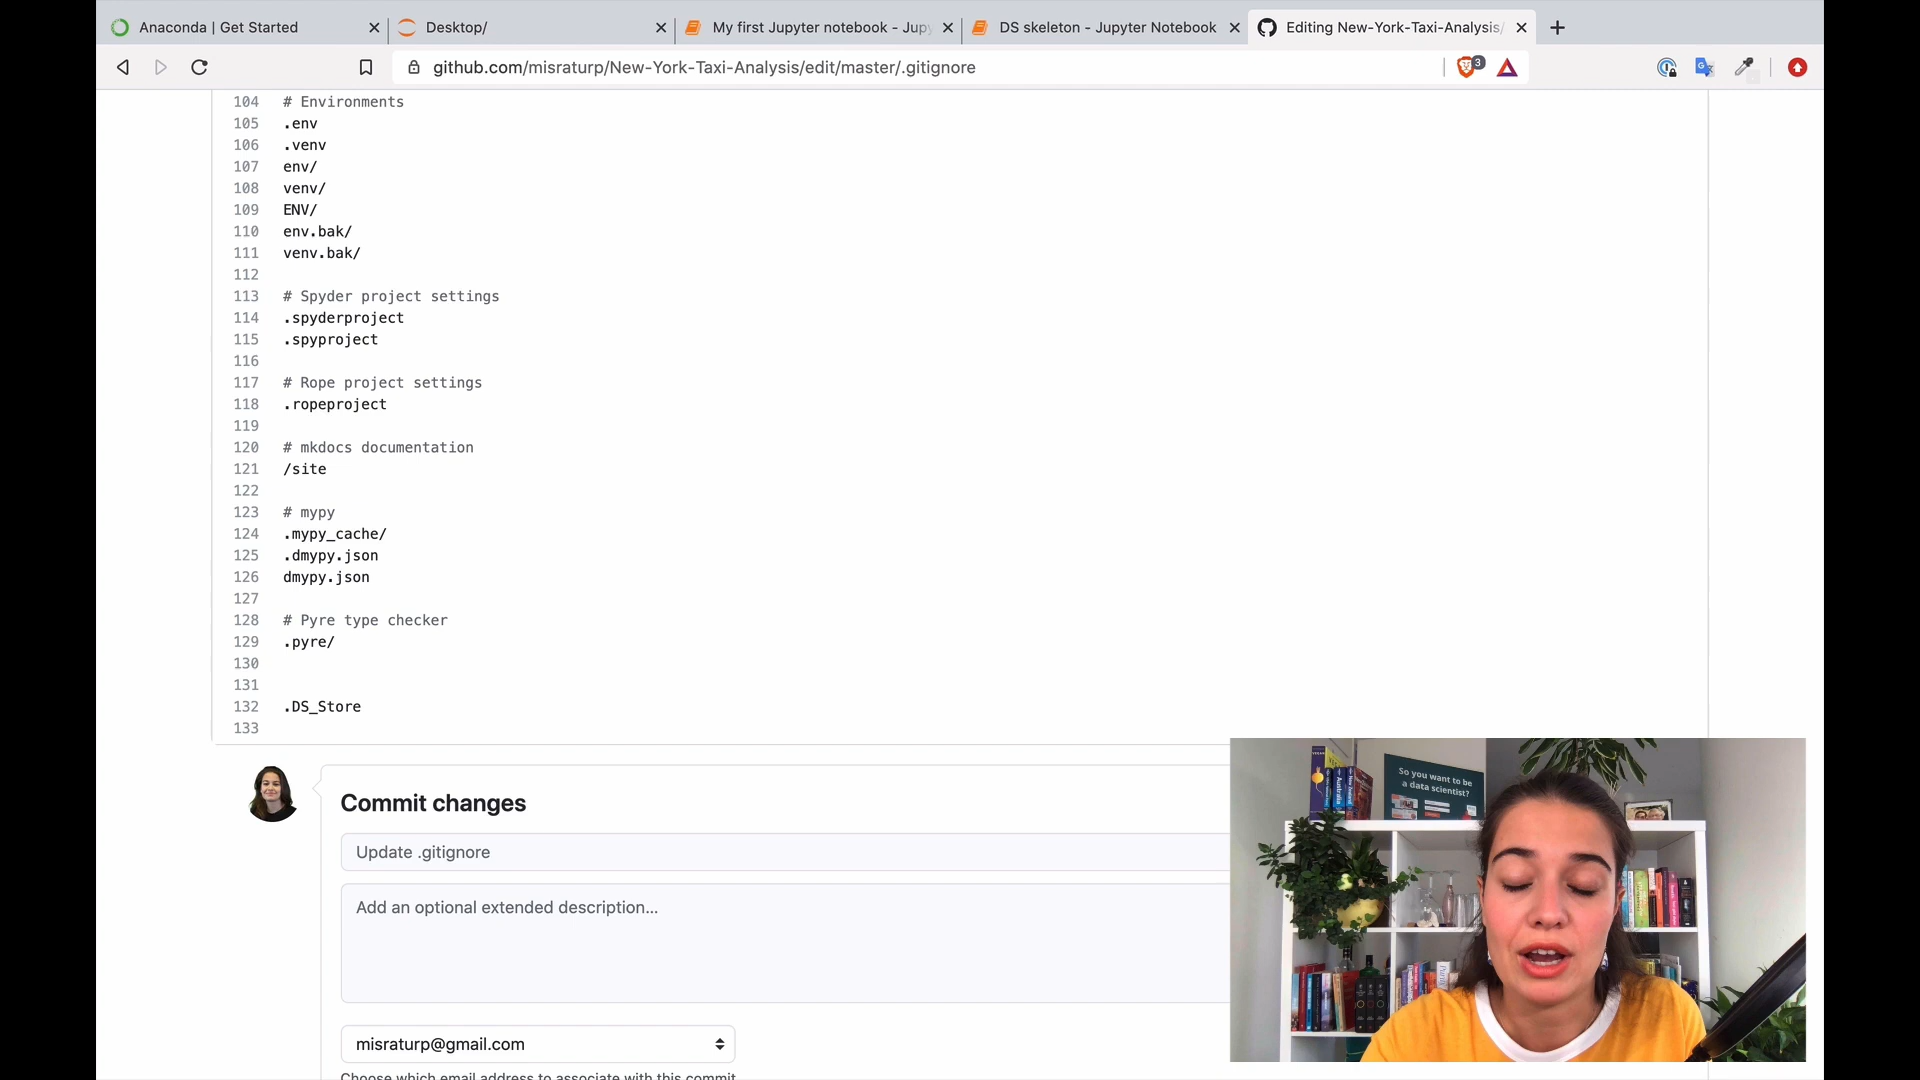 Anaconda | Get Started
Desktop/
My first Jupyter notebook - Jup
DS skeleton - Jupyter Notebook
Editing New-York-Taxi-Analysis/
github.com/misraturp/New-York-Taxi-Analysis/edit/master/.gitignore
3
104 # Environments
105 .env
106 .venv
107 env/
108 venv/
109 ENV/
110 env.bak/
111 venv.bak/
112
113 # Spyder project settings
114 .spyderproject
115 .spyproject
116
117 # Rope project settings
118 .ropeproject
119
120 # mkdocs documentation
121 /site
122
123 # mypy
124 .mypy_cache/
125 .dmypy.json
126 dmypy.json
127
128 # Pyre type checker
129 .pyre/
130
131
132 .DS_Store
133
Commit changes
Update .gitignore
Add an optional extended description...
misraturp@gmail.com
Choose which email address to associate with this commit
So you want to be
a data scientist?
Australia